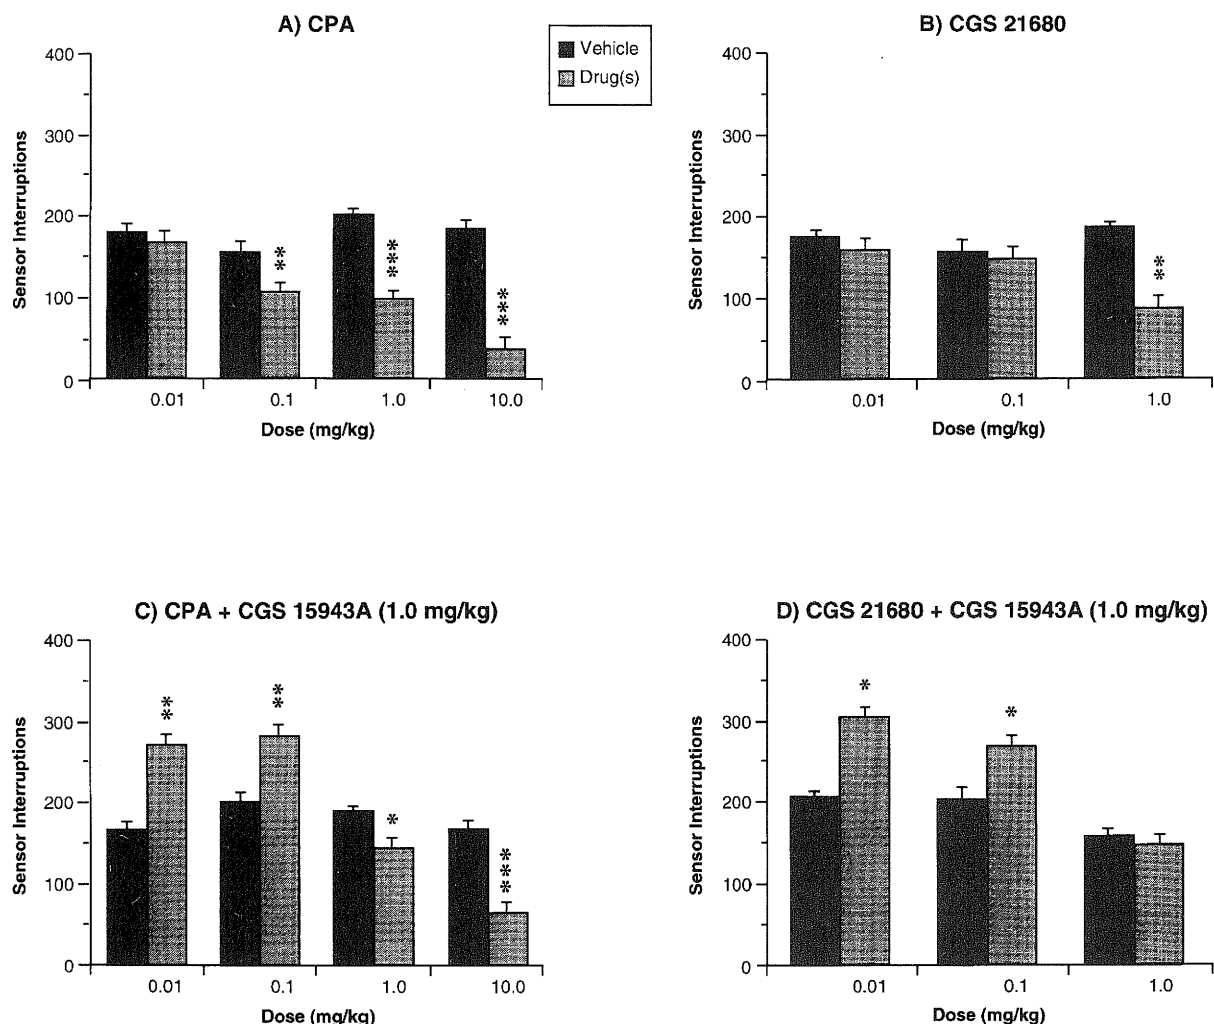 A) CPA
400
300
200
100
0
Sensor Interruptions
**
***
***
0.01 0.1 1.0 10.0
Dose (mg/kg)
Vehicle
Drug(s)
B) CGS 21680
400
300
200
100
0
Sensor Interruptions
**
0.01 0.1 1.0
Dose (mg/kg)
C) CPA + CGS 15943A (1.0 mg/kg)
400
300
200
100
0
Sensor Interruptions
**
**
*
***
0.01 0.1 1.0 10.0
Dose (mg/kg)
D) CGS 21680 + CGS 15943A (1.0 mg/kg)
400
300
200
100
0
Sensor Interruptions
*
*
0.01 0.1 1.0
Dose (mg/kg)